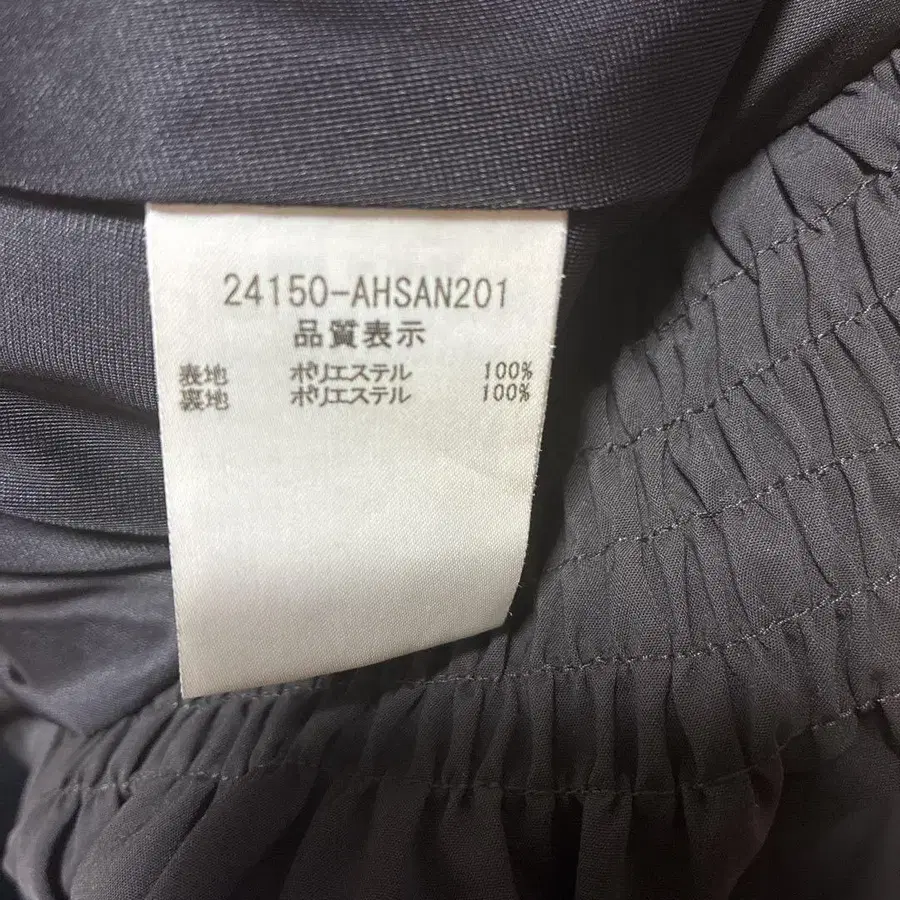 24150-AHSAN201
品質表示
表地 ポリエステル 100%
裏地 ポリエステル 100%